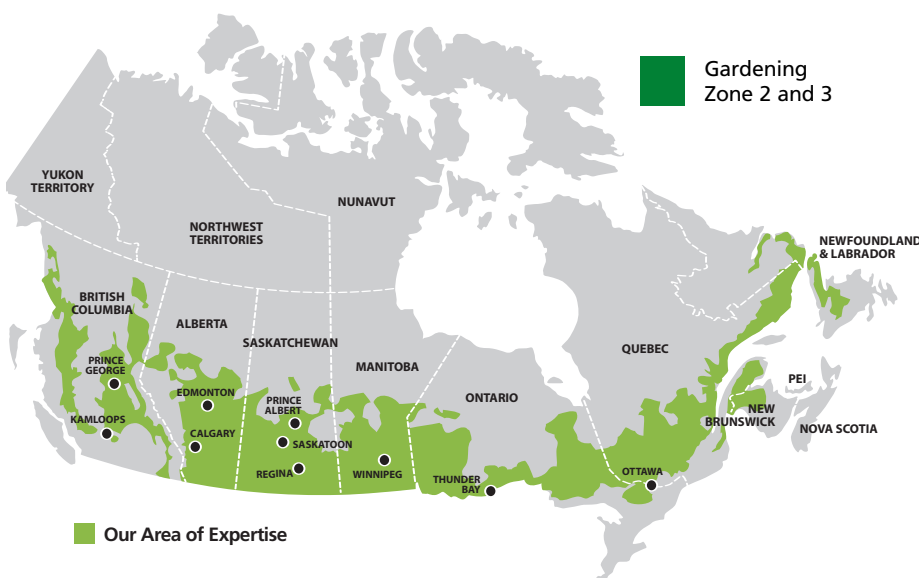 Gardening
Zone 2 and 3
YUKON
TERRITORY
NUNAVUT
NORTHWEST
TERRITORIES
NEWFOUNDLAND
& LABRADOR
BRITISH
COLUMBIA
ALBERTA
SASKATCHEWAN
MANITOBA
QUEBEC
ONTARIO
PEI
NEW
BRUNSWICK
NOVA SCOTIA
PRINCE
GEORGE
EDMONTON
PRINCE
ALBERT
KAMLOOPS
CALGARY
SASKATOON
REGINA
WINNIPEG
THUNDER
BAY
OTTAWA
Our Area of Expertise